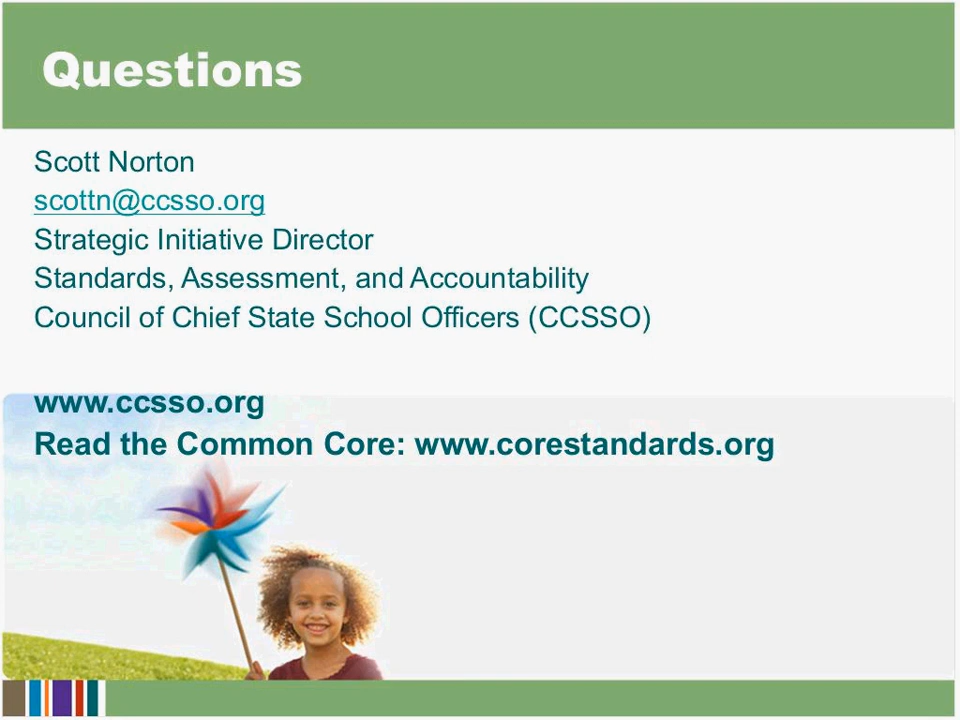 Questions
Scott Norton
scottn@ccsso.org
Strategic Initiative Director
Standards, Assessment, and Accountability
Council of Chief State School Officers (CCSSO)
www.ccsso.org
Read the Common Core: www.corestandards.org